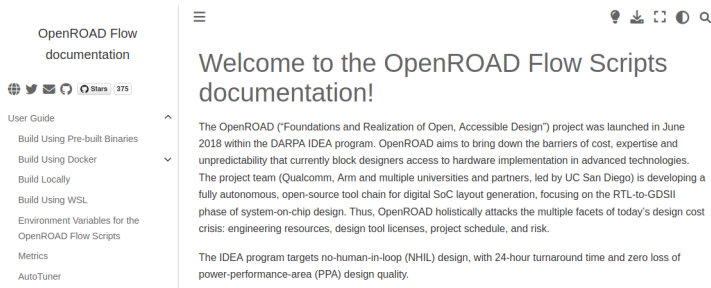 OpenROAD Flow
documentation
Stars 375
User Guide
Build Using Pre-built Binaries
Build Using Docker
Build Locally
Build Using WSL
Environment Variables for the
OpenROAD Flow Scripts
Metrics
AutoTuner
Welcome to the OpenROAD Flow Scripts
documentation!
The OpenROAD (“Foundations and Realization of Open, Accessible Design”) project was launched in June
2018 within the DARPA IDEA program. OpenROAD aims to bring down the barriers of cost, expertise and
unpredictability that currently block designers access to hardware implementation in advanced technologies.
The project team (Qualcomm, Arm and multiple universities and partners, led by UC San Diego) is developing a
fully autonomous, open-source tool chain for digital SoC layout generation, focusing on the RTL-to-GDSII
phase of system-on-chip design. Thus, OpenROAD holistically attacks the multiple facets of today’s design cost
crisis: engineering resources, design tool licenses, project schedule, and risk.
The IDEA program targets no-human-in-loop (NHIL) design, with 24-hour turnaround time and zero loss of
power-performance-area (PPA) design quality.